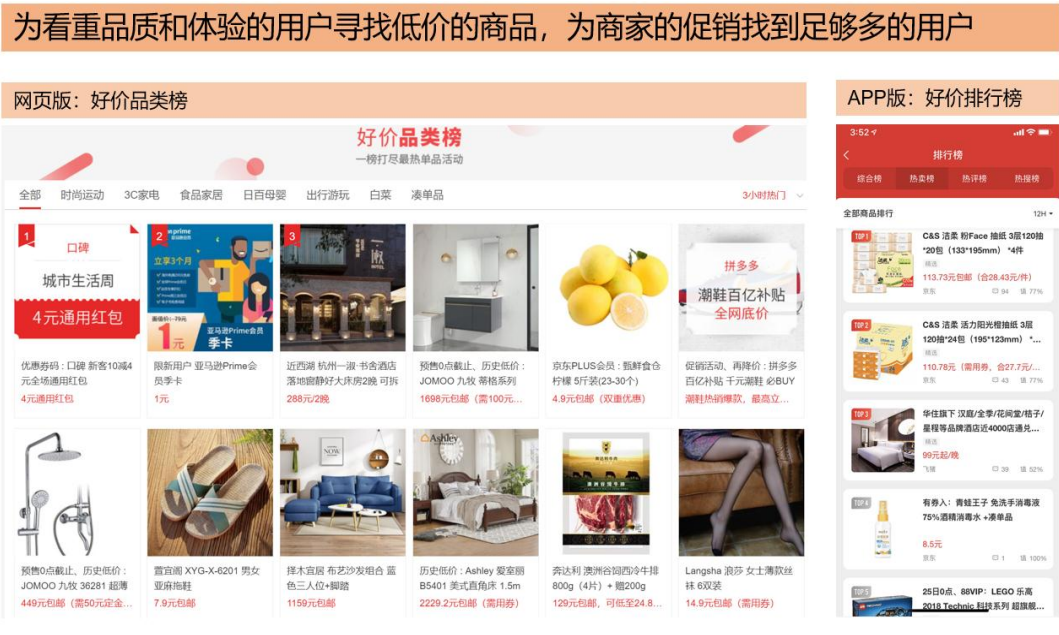 为看重品质和体验的用户寻找低价的商品，为商家的促销找到足够多的用户
网页版：好价品类榜
好价品类榜
一榜打尽最热单品活动
全部 时尚运动 3C家电 食品家居 日百母婴 出行游玩 白菜 凑单品
3小时热门
1
口碑
城市生活周
4元通用红包
优惠券码：口碑 新客10减4
元全场通用红包
4元通用红包
2
prime
立享3个月
亚马逊Prime会员
1元
季卡
限新用户 亚马逊Prime会
员季卡
1元
3
近西湖 杭州一淑·书舍酒店
落地窗静好大床房2晚 可拆
288元/2晚
预售0点截止、历史低价：
JOMOO 九牧 蒂格系列
1698元包邮（需100元...
京东PLUS会员：甄鲜食仓
柠檬 5斤装(23-30个)
4.9元包邮（双重优惠）
拼多多
潮鞋百亿补贴
全网底价
促销活动、再降价：拼多多
百亿补贴 千元潮鞋 必BUY
潮鞋热销爆款，最高立...
预售0点截止、历史低价：
JOMOO 九牧 36281 超薄
449元包邮（需50元定金...
萱宜阁 XYG-X-6201 男女
亚麻拖鞋
7.9元包邮
择木宜居 布艺沙发组合 蓝
色三人位+脚踏
1159元包邮
Ashley
历史低价：Ashley 爱室丽
B5401 美式直角床 1.5m
2229.2元包邮（需用券）
奔达利 澳洲谷饲西冷牛排
800g（4片）+ 赠200g
129元包邮，可低至24.8...
Langsha 浪莎 女士薄款丝
袜 6双装
14.9元包邮（需用券）
APP版：好价排行榜
3:52
排行榜
综合榜 热卖榜 热评榜 热搜榜
全部商品排行
12H
TOP 1
C&S 洁柔 粉Face 抽纸 3层120抽
*20包（133*195mm）*4件
精选
113.73元包邮（合28.43元/件）
京东 94 值 77%
TOP 2
C&S 洁柔 活力阳光橙抽纸 3层
120抽*24包（195*123mm）*...
精选
110.78元（需用券，合27.7元/...
京东 43 值 77%
TOP 3
华住旗下 汉庭/全季/花间堂/桔子/
星程等品牌酒店近4000店通兑...
精选
99元起/晚
飞猪 39 值 52%
TOP 4
有券入：青蛙王子 免洗手消毒液
75%酒精消毒水 +凑单品
8.5元
京东 1 值 100%
TOP 5
25日0点、88VIP：LEGO 乐高
2018 Technic 科技系列 超旗舰...